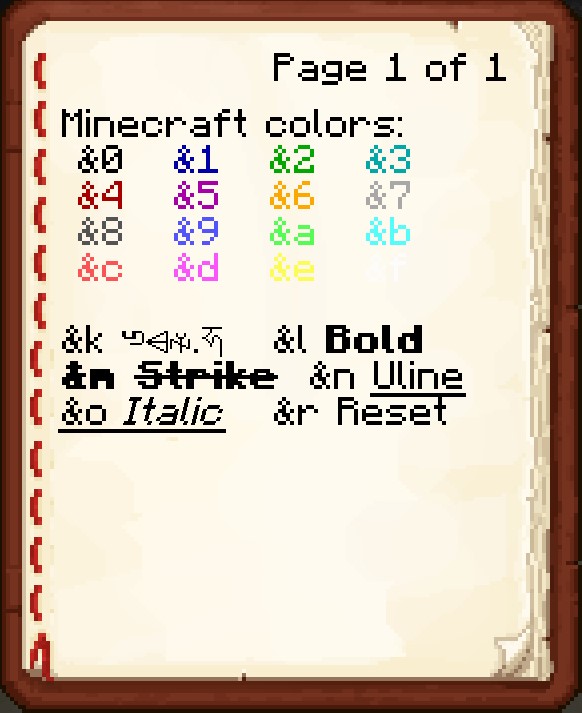 Page 1 of 1
Minecraft colors:
&0 &1 &2 &3
&4 &5 &6 &7
&8 &9 &a &b
&c &d &e &f
&k &l Bold
&m Strike &n Uline
&o Italic &r Reset